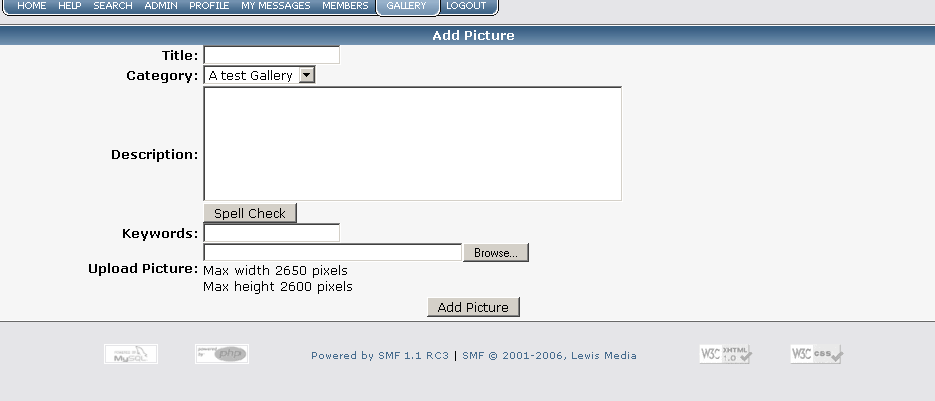 HOME HELP SEARCH ADMIN PROFILE MY MESSAGES MEMBERS GALLERY LOGOUT
Add Picture
Title:
Category: A test Gallery
Description:
Spell Check
Keywords:
Browse...
Upload Picture: Max width 2650 pixels
Max height 2600 pixels
Add Picture
POWERED BY MySQL powered by php Powered by SMF 1.1 RC3 | SMF © 2001-2006, Lewis Media W3C XHTML 1.0 W3C css